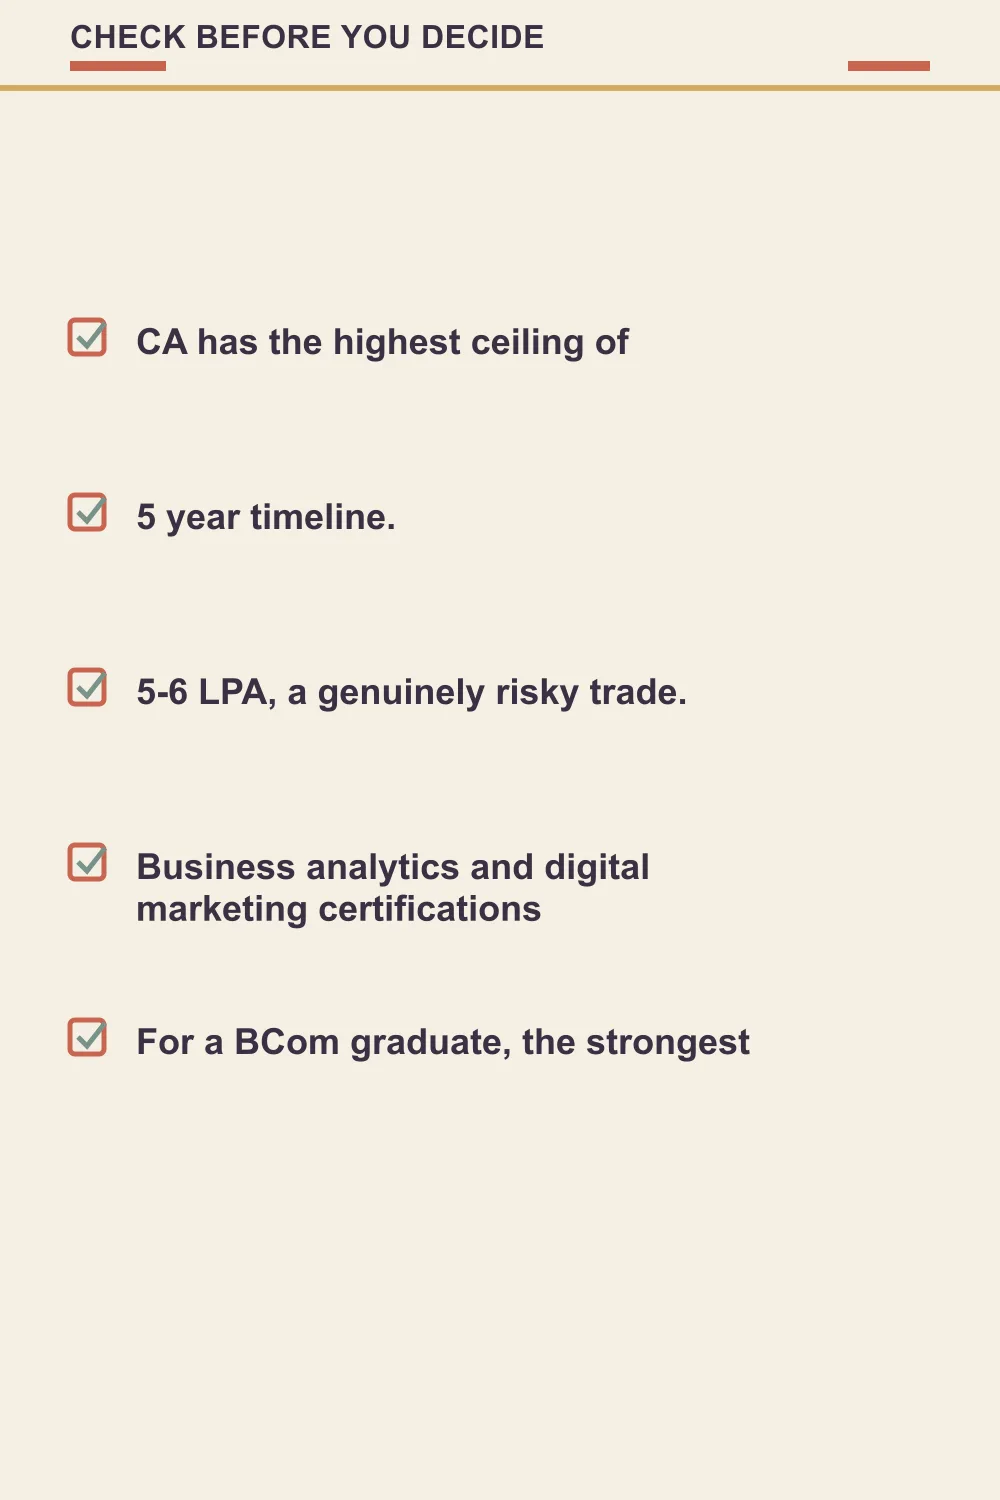 CHECK BEFORE YOU DECIDE
CA has the highest ceiling of
5 year timeline.
5-6 LPA, a genuinely risky trade.
Business analytics and digital
marketing certifications
For a BCom graduate, the strongest